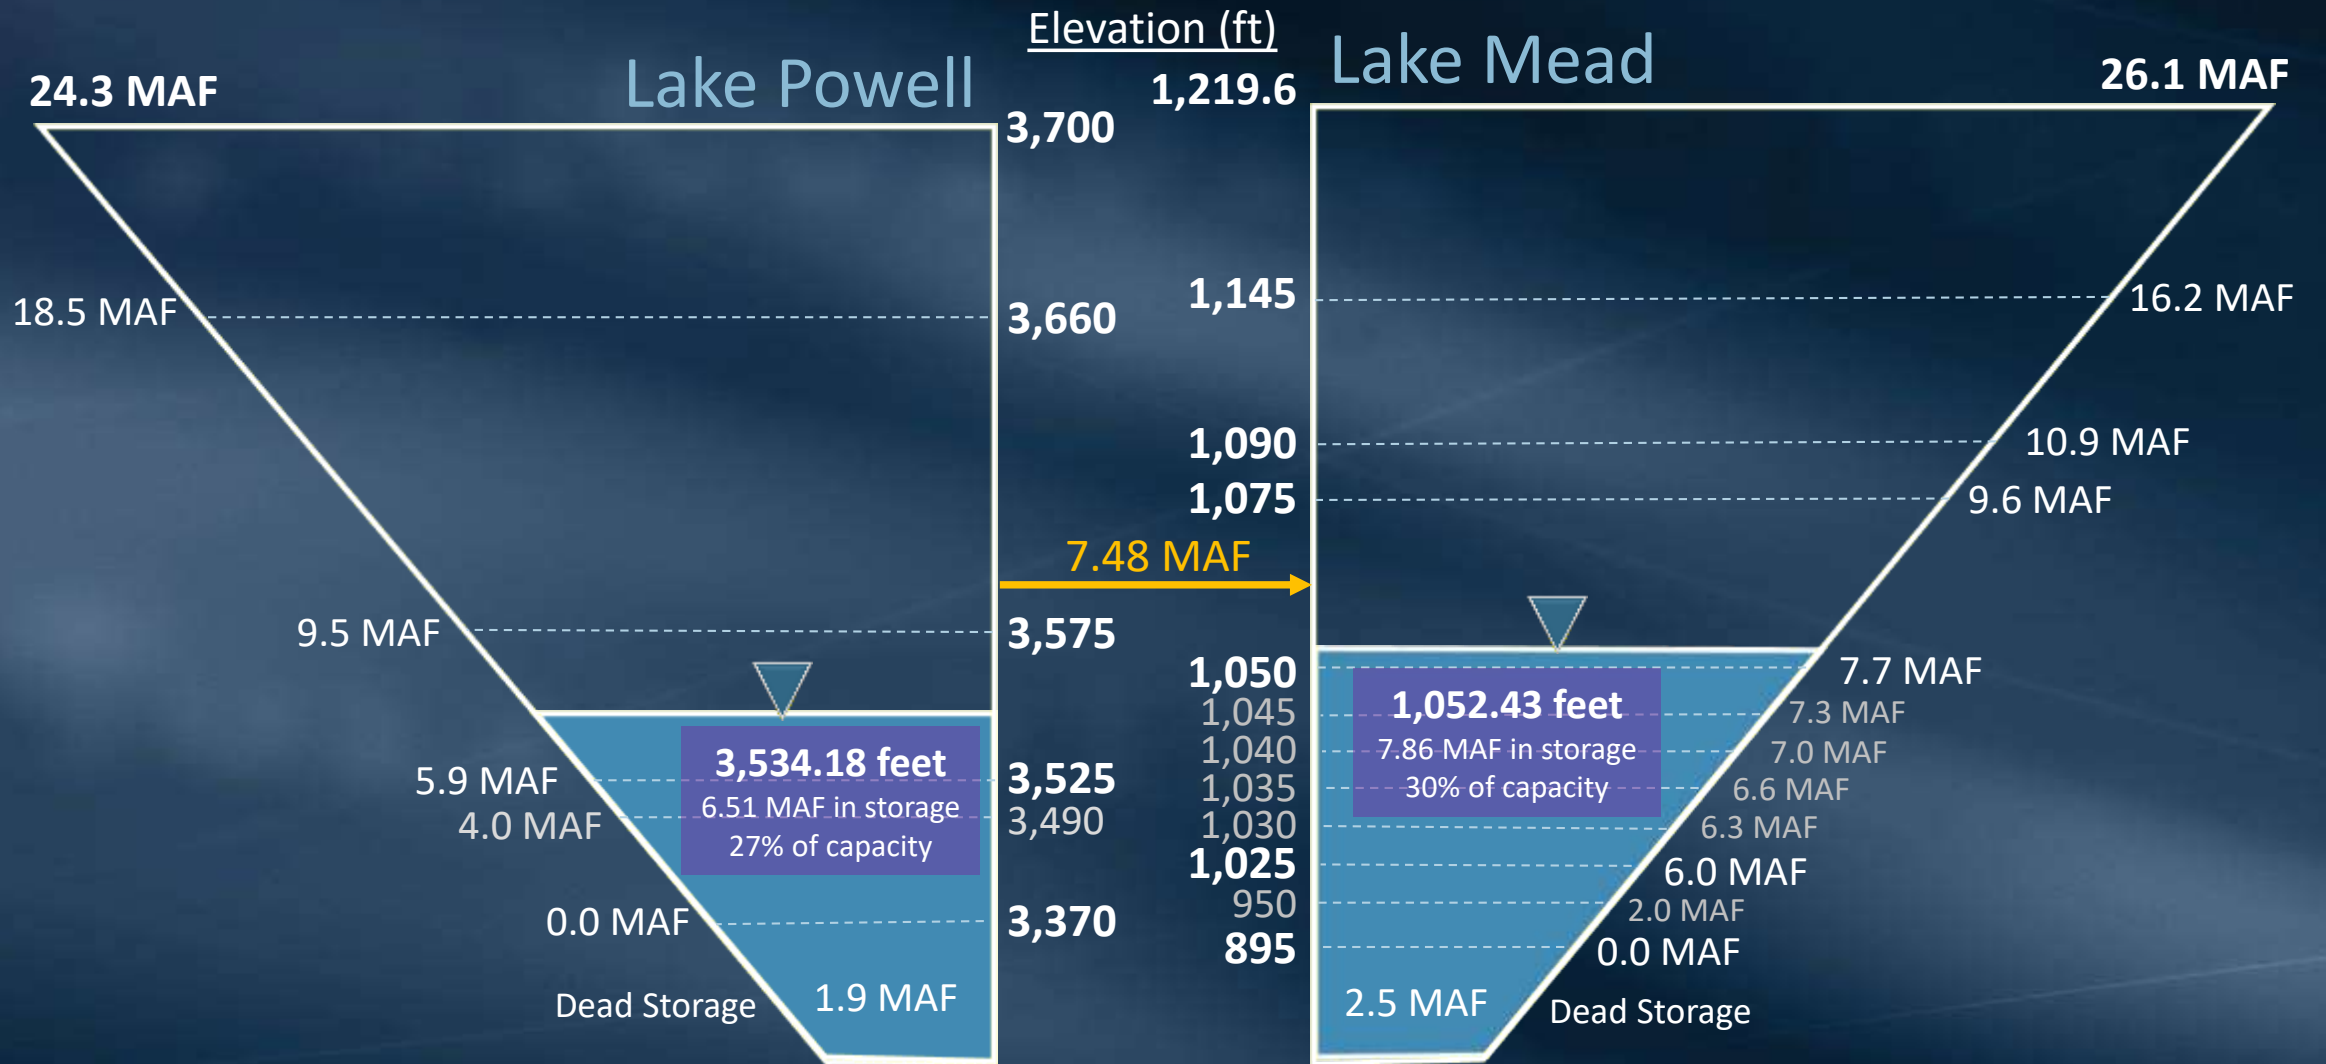 Elevation (ft)
Lake Powell
Lake Mead
24.3 MAF
3,700
1,219.6
26.1 MAF
18.5 MAF
3,660
1,145
16.2 MAF
1,090
10.9 MAF
1,075
9.6 MAF
7.48 MAF
9.5 MAF
3,575
1,050
7.7 MAF
1,045
7.3 MAF
1,040
7.0 MAF
1,035
6.6 MAF
1,030
6.3 MAF
1,025
6.0 MAF
950
2.0 MAF
895
0.0 MAF
3,534.18 feet
6.51 MAF in storage
27% of capacity
1,052.43 feet
7.86 MAF in storage
30% of capacity
5.9 MAF
3,525
4.0 MAF
3,490
0.0 MAF
3,370
Dead Storage
1.9 MAF
2.5 MAF
Dead Storage